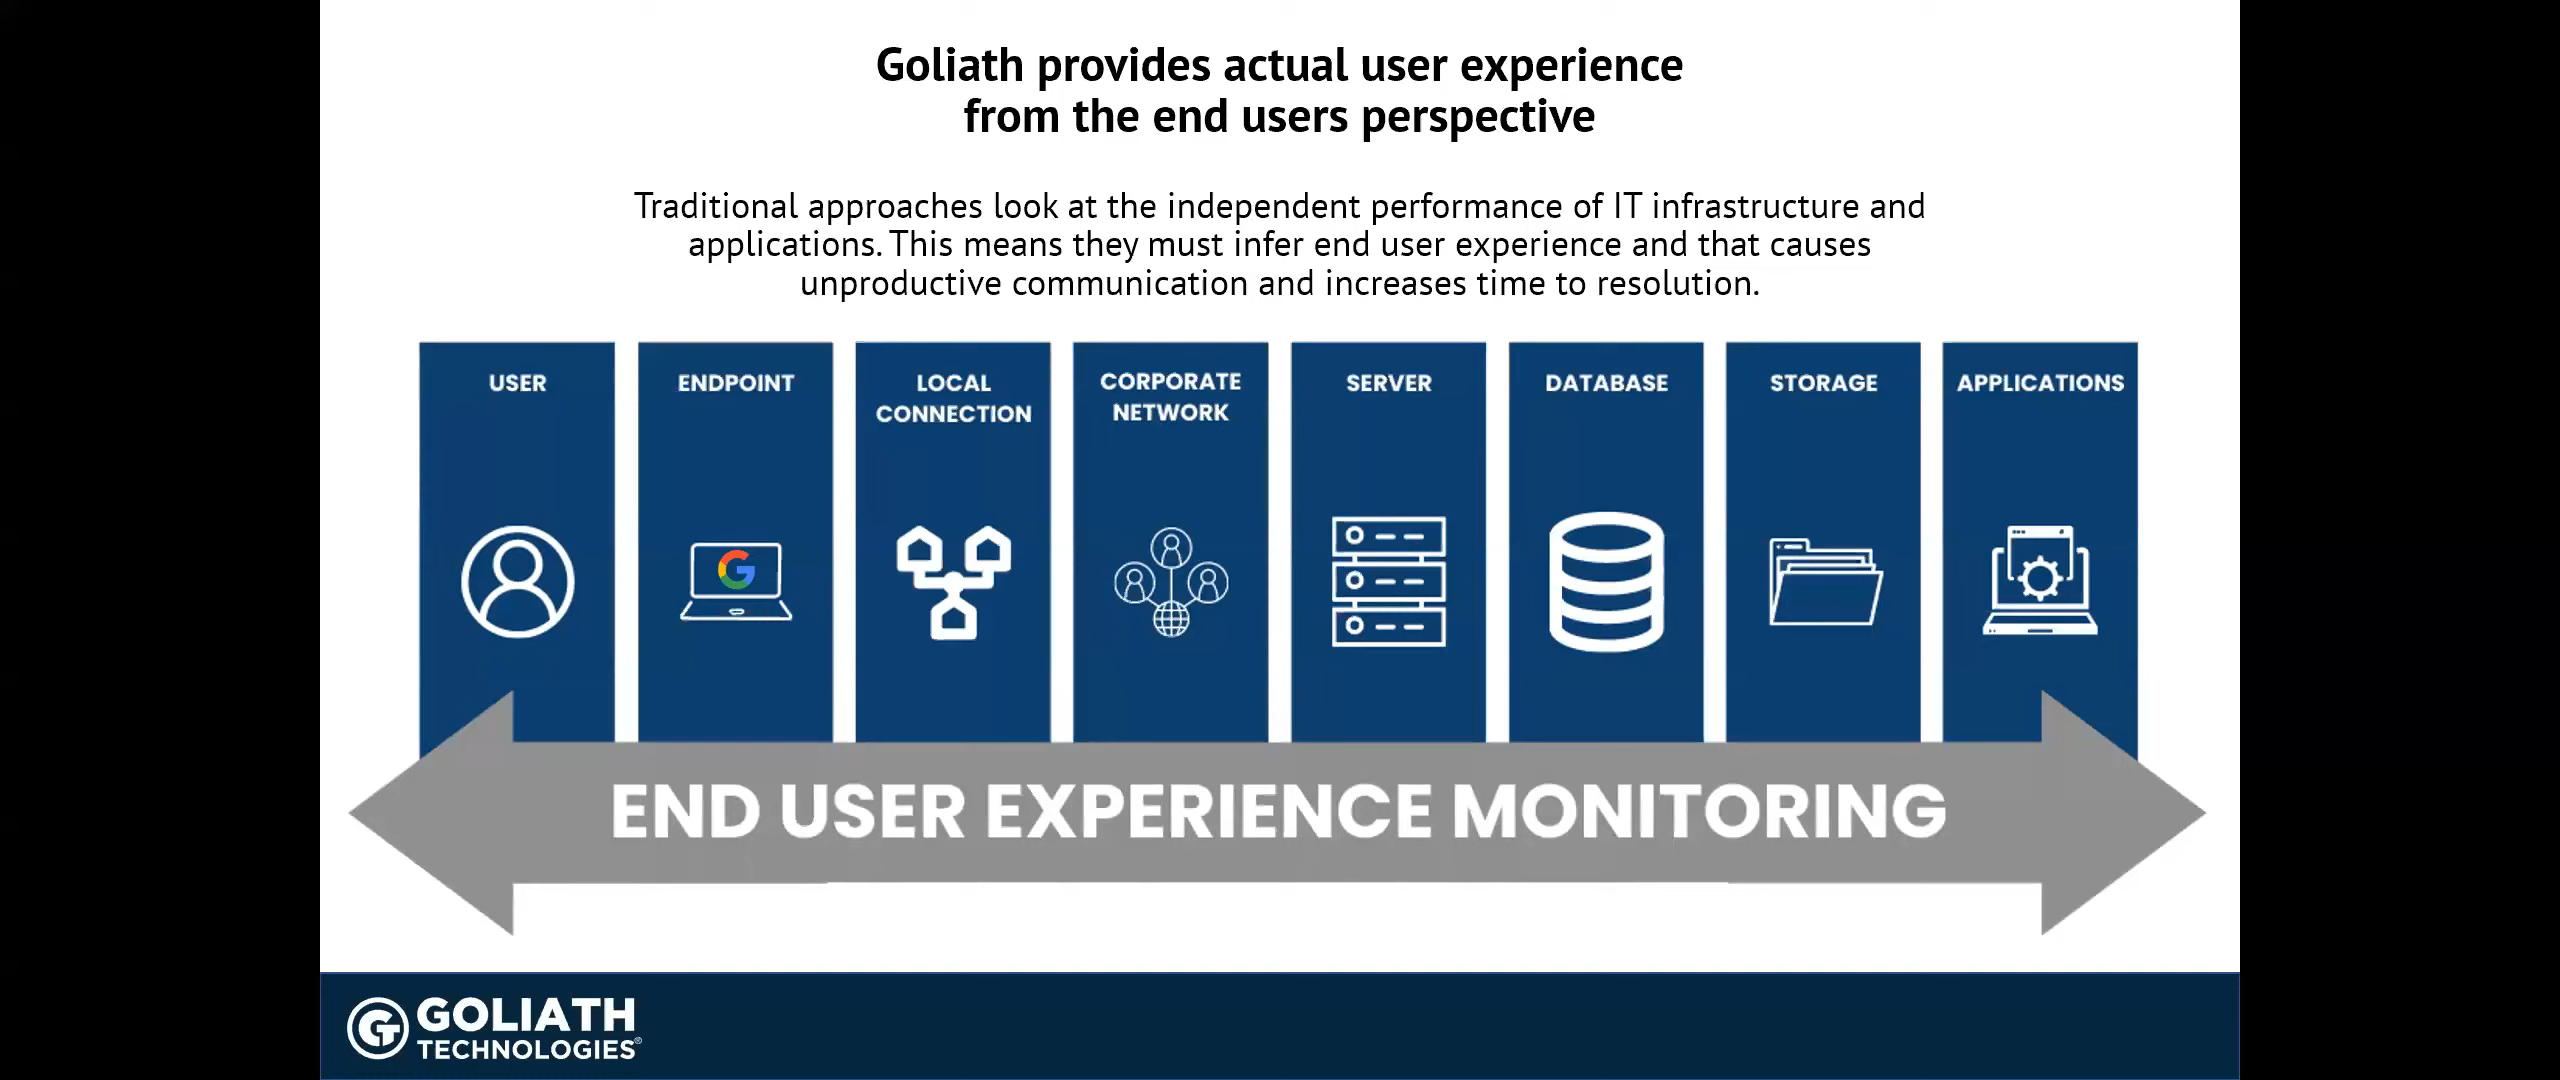 Goliath provides actual user experience
from the end users perspective
Traditional approaches look at the independent performance of IT infrastructure and
applications. This means they must infer end user experience and that causes
unproductive communication and increases time to resolution.
USER
ENDPOINT
LOCAL
CONNECTION
CORPORATE
NETWORK
SERVER
DATABASE
STORAGE
APPLICATIONS
G
END USER EXPERIENCE MONITORING
GOLIATH
TECHNOLOGIES®